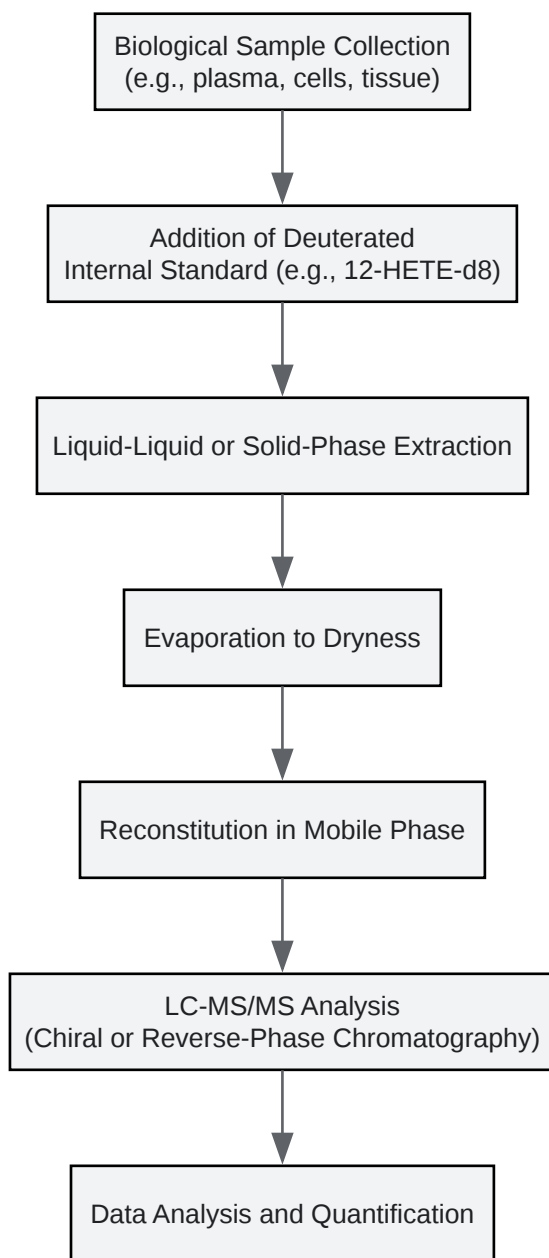 Biological Sample Collection
(e.g., plasma, cells, tissue)
Addition of Deuterated
Internal Standard (e.g., 12-HETE-d8)
Liquid-Liquid or Solid-Phase Extraction
Evaporation to Dryness
Reconstitution in Mobile Phase
LC-MS/MS Analysis
(Chiral or Reverse-Phase Chromatography)
Data Analysis and Quantification